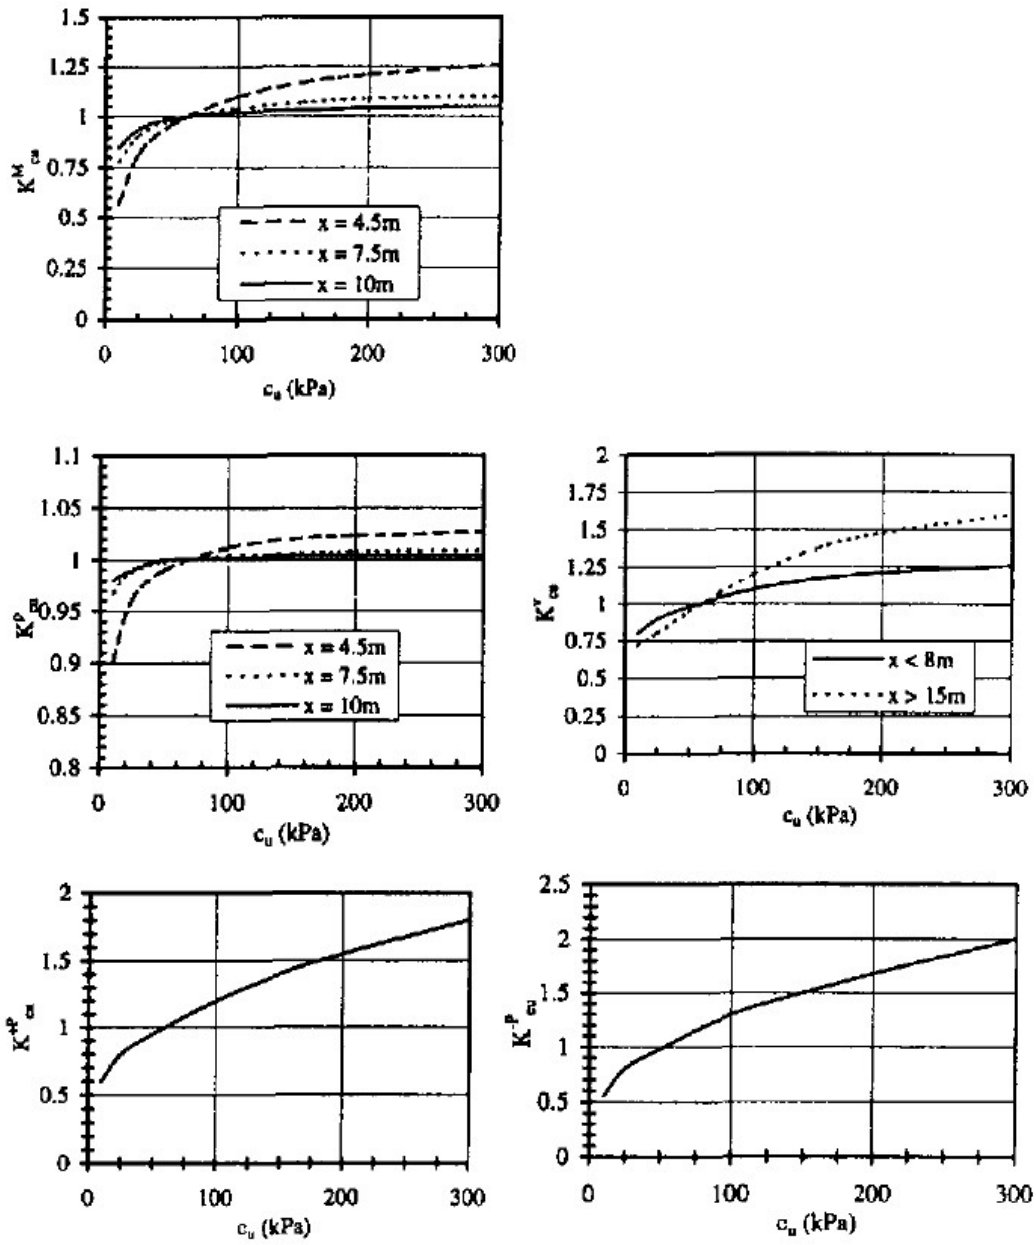 1.5
1.25
1
0.75
0.5
0.25
0
K^M_cu
x = 4.5m
x = 7.5m
x = 10m
0 100 200 300
c_u (kPa)
1.1
1.05
1
0.95
0.9
0.85
0.8
x = 4.5m
x = 7.5m
x = 10m
0 100 200 300
c_u (kPa)
2
1.75
1.5
1.25
1
0.75
0.5
0.25
0
K^v_cu
x < 8m
x > 15m
0 100 200 300
c_u (kPa)
2
1.5
1
0.5
0
K^+P_cu
0 100 200 300
c_u (kPa)
2.5
2
1.5
1
0.5
0
K^-P_cu
0 100 200 300
c_u (kPa)